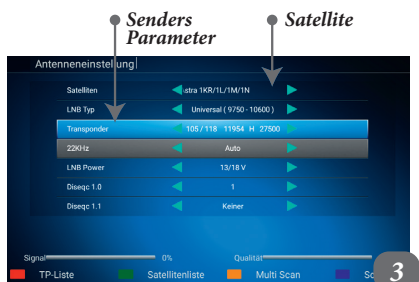 Senders
Parameter
Satellite
Antenneneinstellung
Satelliten stra 1KR/1L/1M/1N
LNB Typ Universal ( 9750 - 10600 )
Transponder 105 / 118 11954 H 27500
22KHz Auto
LNB Power 13/18 V
Diseqc 1.0 1
Diseqc 1.1 Keiner
Signal 0% Qualität
TP-Liste Satellitenliste Multi Scan
3